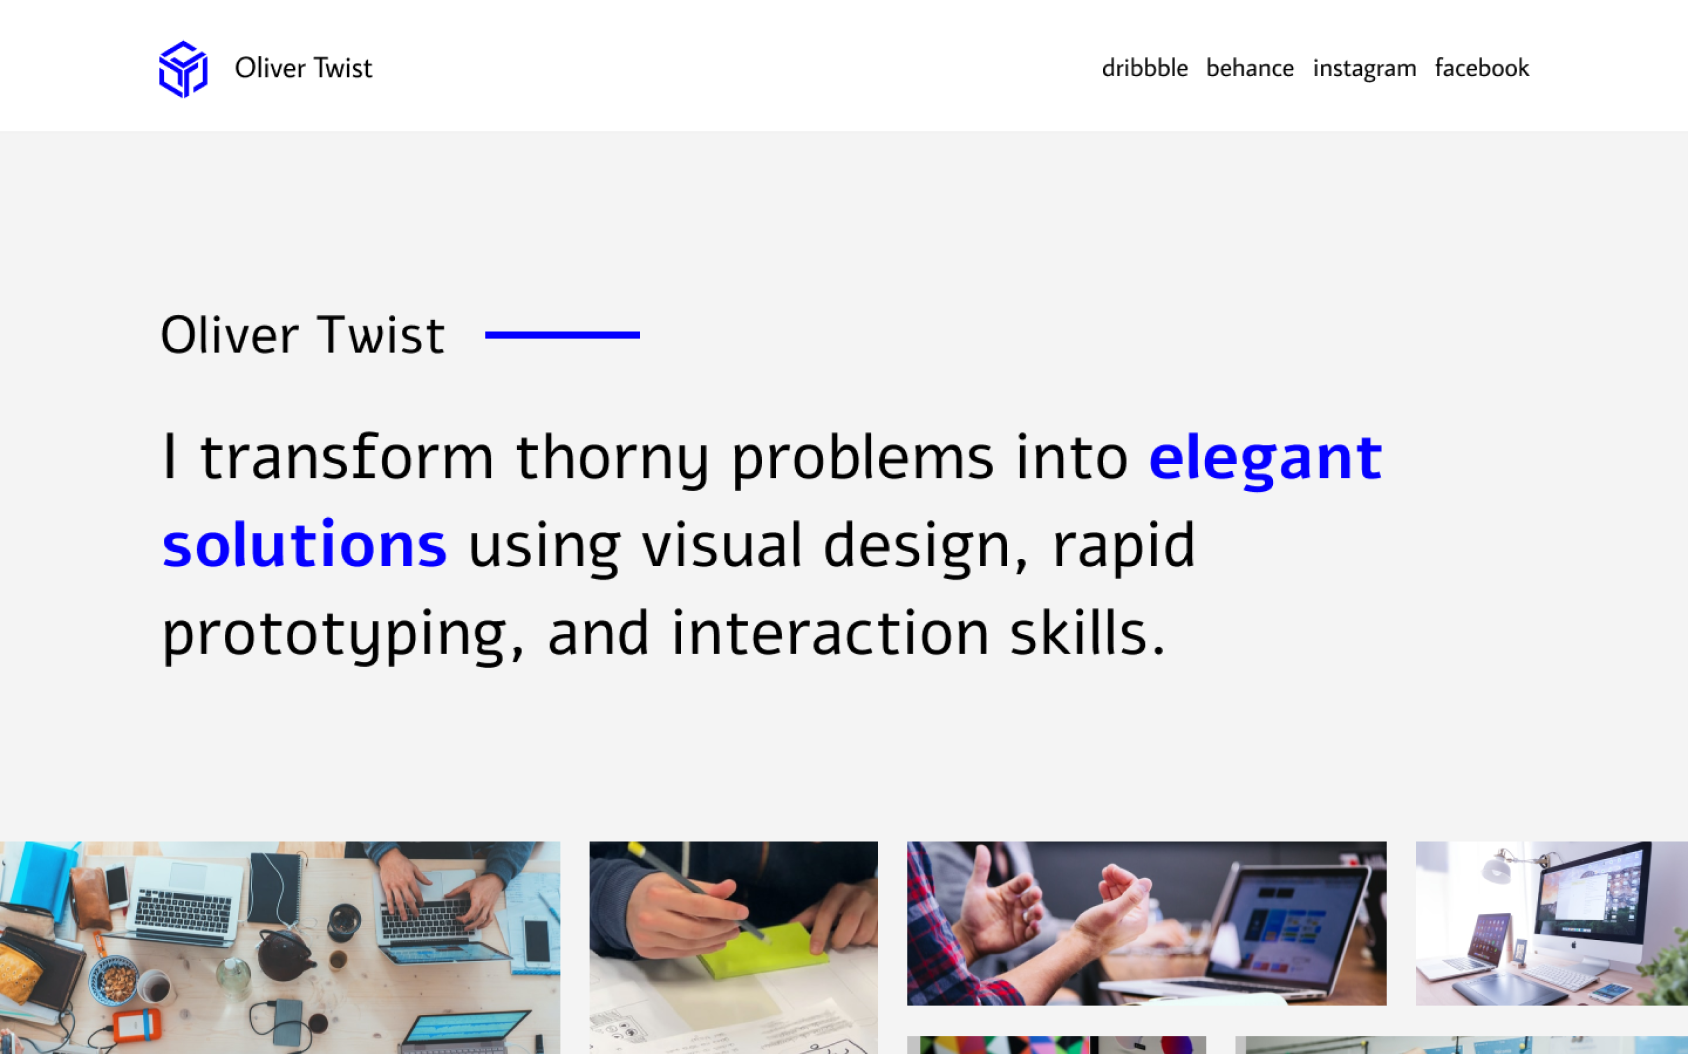 Oliver Twist
dribbble behance instagram facebook
Oliver Twist
I transform thorny problems into elegant
solutions using visual design, rapid
prototyping, and interaction skills.